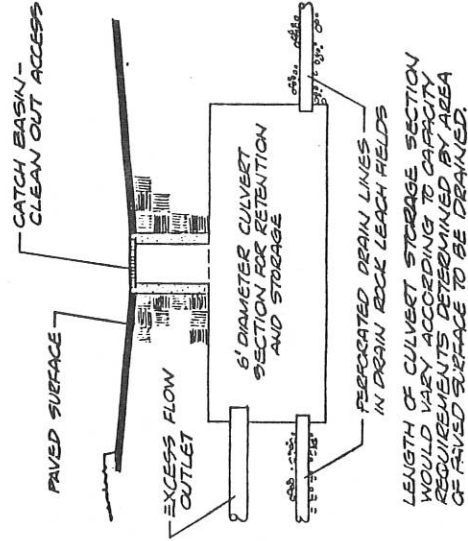 CATCH BASIN-
CLEAN OUT ACCESS
PAVED SURFACE
EXCESS FLOW
OUTLET
6' DIAMETER CULVERT
SECTION FOR RETENTION
AND STORAGE
PERFORATED DRAIN LINES
IN DRAIN ROCK LEACH FIELDS
LENGTH OF CULVERT STORAGE SECTION
WOULD VARY ACCORDING TO CAPACITY
REQUIREMENTS DETERMINED BY AREA
OF PAVED SURFACE TO BE DRAINED.